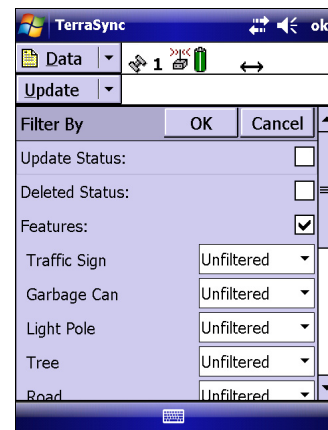 TerraSync ok
Data 1
Update
Filter By OK Cancel
Update Status:
Deleted Status:
Features:
Traffic Sign Unfiltered
Garbage Can Unfiltered
Light Pole Unfiltered
Tree Unfiltered
Road Unfiltered